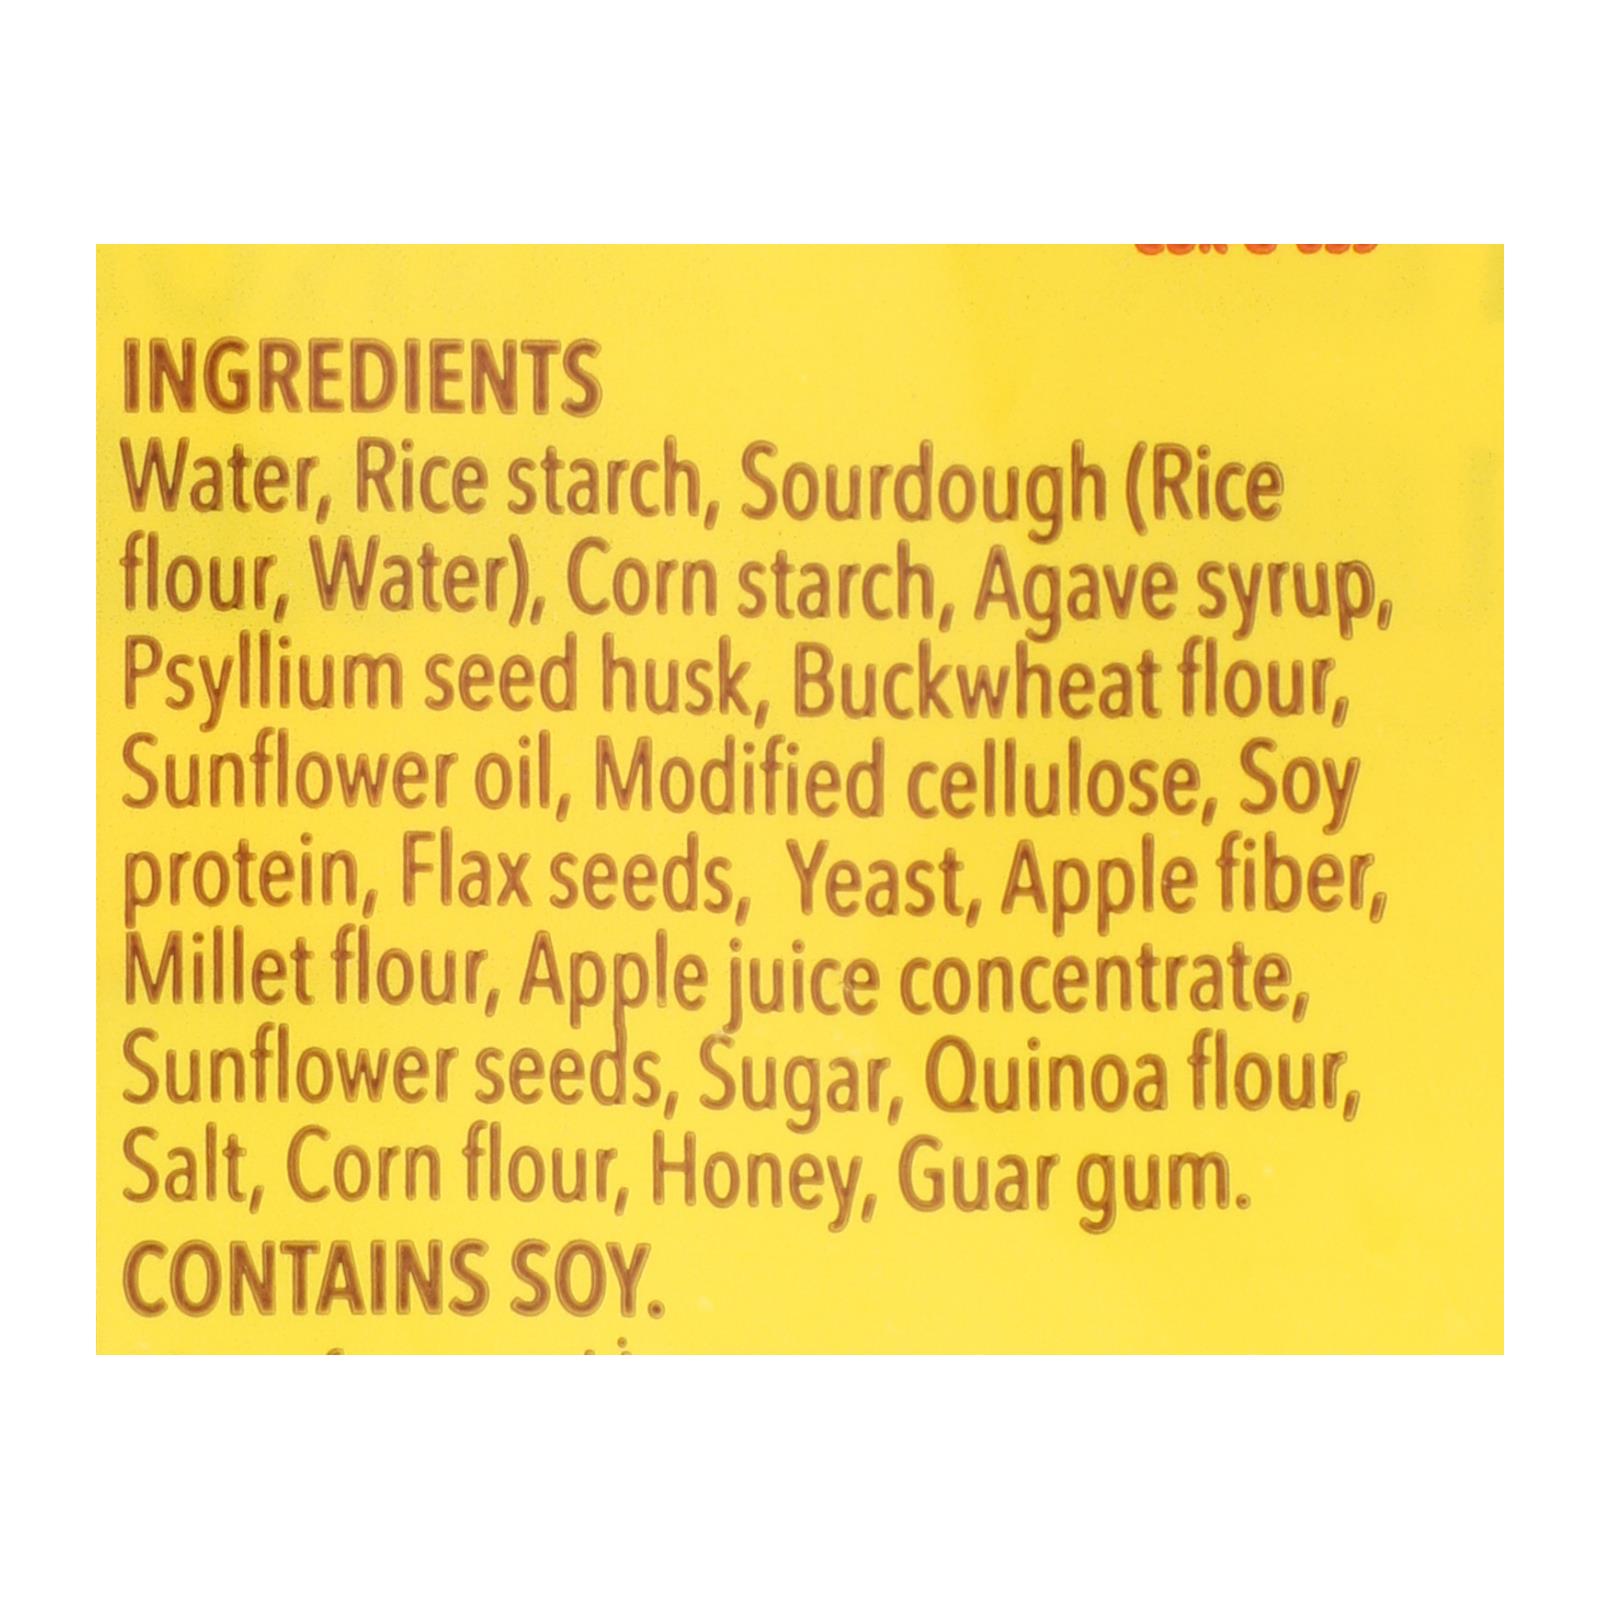 INGREDIENTS
Water, Rice starch, Sourdough (Rice
flour, Water), Corn starch, Agave syrup,
Psyllium seed husk, Buckwheat flour,
Sunflower oil, Modified cellulose, Soy
protein, Flax seeds, Yeast, Apple fiber,
Millet flour, Apple juice concentrate,
Sunflower seeds, Sugar, Quinoa flour,
Salt, Corn flour, Honey, Guar gum.
CONTAINS SOY.